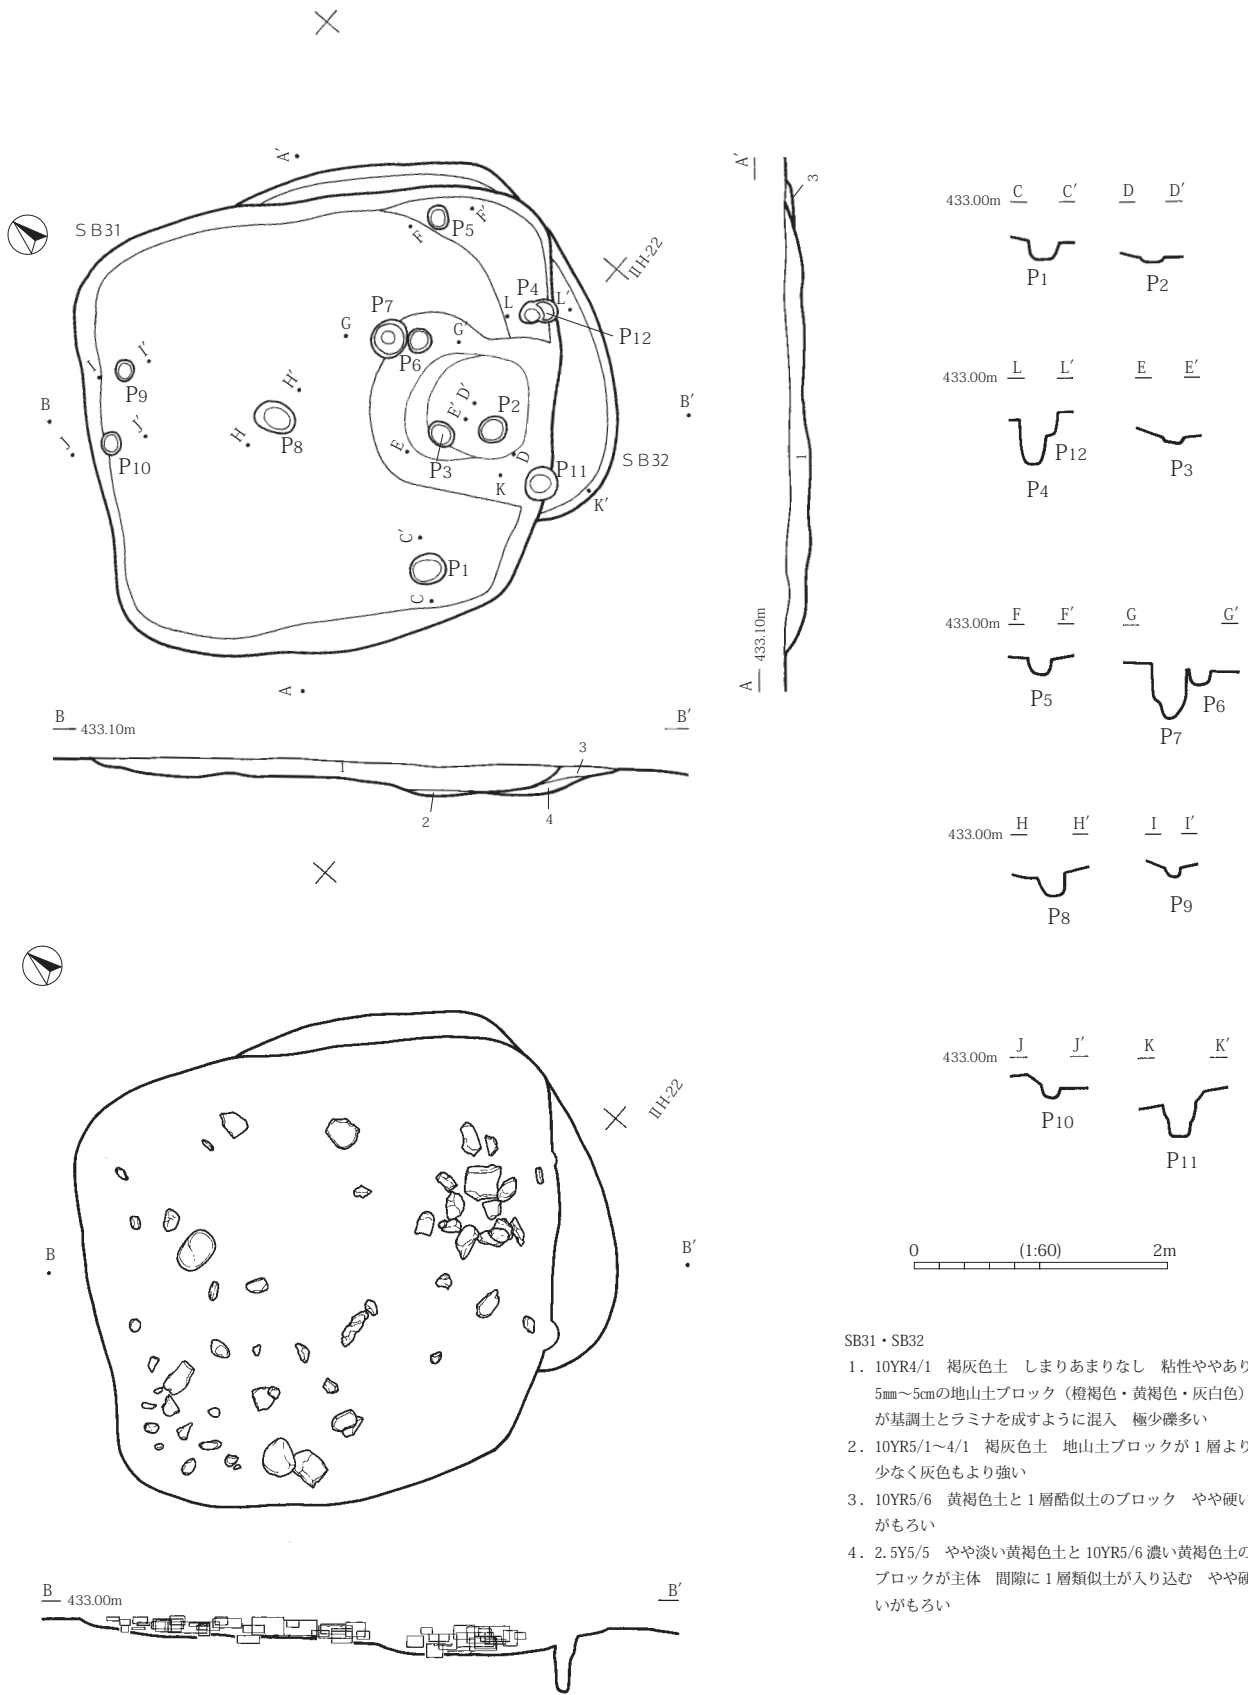 A′
SB31
F
F′
P5
ⅡH-22
P4
L
L′
P12
P7
G
G′
P6
I
I′
P9
H′
H
P8
B
J
J′
P10
D′
E′
P2
E
P3
D
K
P11
B′
SB32
K′
C′
P1
C
A
A′
3
1
A
433.10m
B
433.10m
B′
1
3
2
4
433.00m
C
C′
D
D′
P1
P2
433.00m
L
L′
E
E′
P12
P3
P4
433.00m
F
F′
G
G′
P5
P6
P7
433.00m
H
H′
I
I′
P8
P9
433.00m
J
J′
K
K′
P10
P11
ⅡH-22
B
B′
0
(1:60)
2m
B
433.00m
B′
SB31・SB32
1．10YR4/1　褐灰色土　しまりあまりなし　粘性ややあり
5㎜～5㎝の地山土ブロック（橙褐色・黄褐色・灰白色）
が基調土とラミナを成すように混入　極少礫多い
2．10YR5/1～4/1　褐灰色土　地山土ブロックが１層より
少なく灰色もより強い
3．10YR5/6　黄褐色土と１層酷似土のブロック　やや硬い
がもろい
4．2.5Y5/5　やや淡い黄褐色土と 10YR5/6 濃い黄褐色土の
ブロックが主体　間隙に１層類似土が入り込む　やや硬
いがもろい